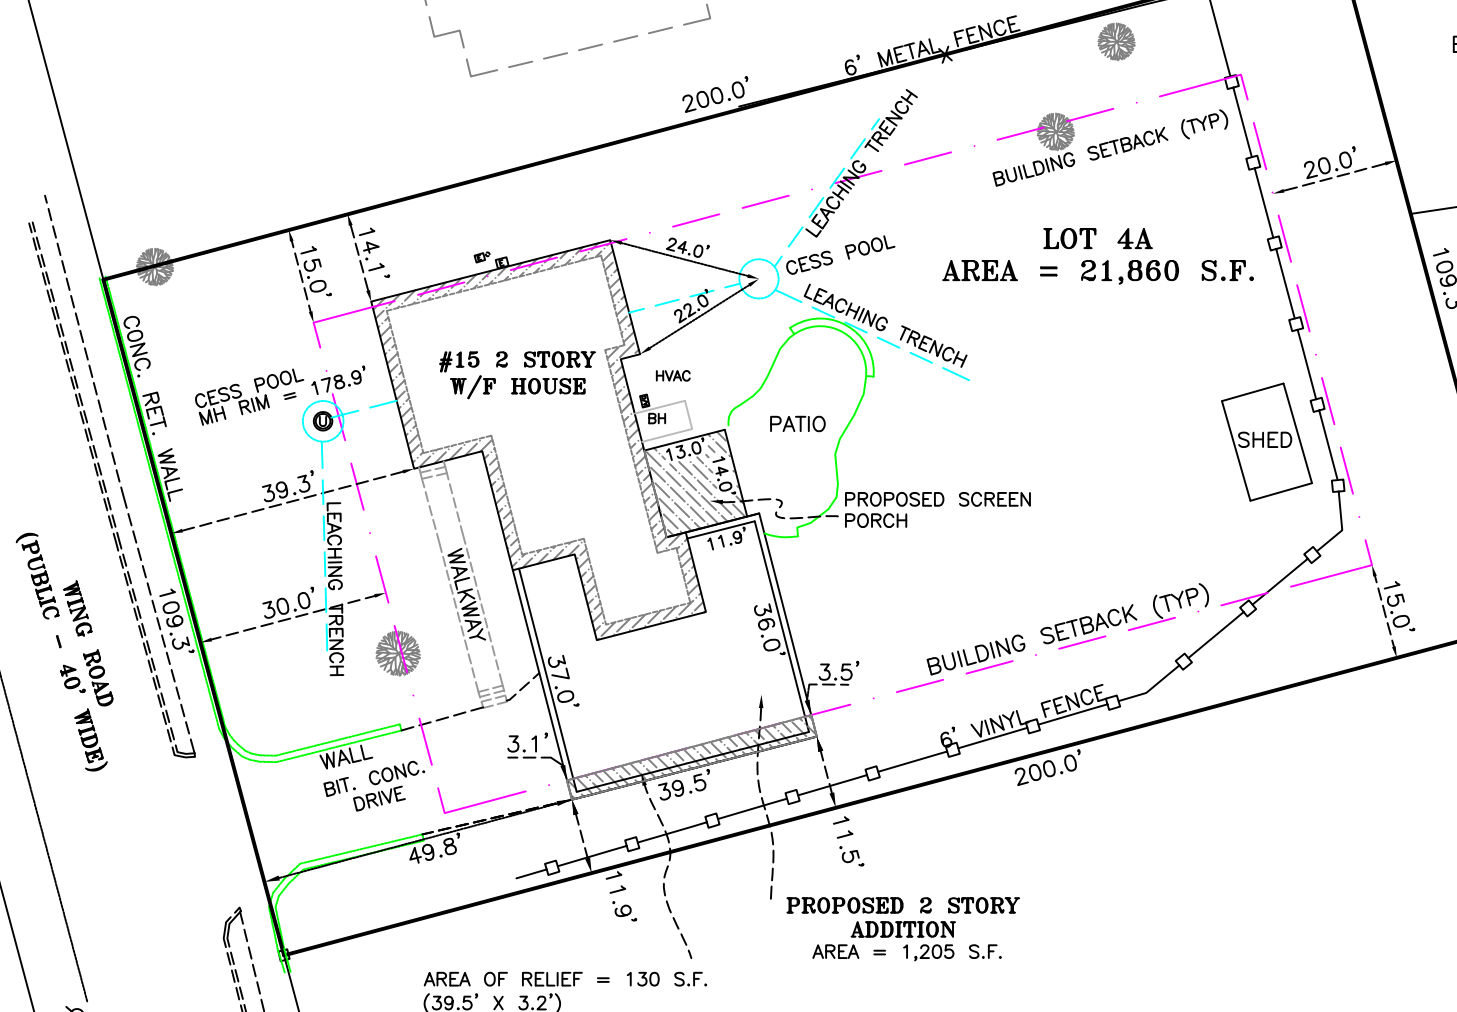 6' METAL FENCE
200.0'
LEACHING TRENCH
BUILDING SETBACK (TYP)
20.0'
15.0'
14.1'
24.0'
CESS POOL
LOT 4A
AREA = 21,860 S.F.
E
22.0'
LEACHING TRENCH
109.3
CONC. RET. WALL
CESS POOL
MH RIM = 178.9'
U
#15 2 STORY
W/F HOUSE
HVAC
BH
PATIO
SHED
13.0'
14.0'
PROPOSED SCREEN
PORCH
39.3'
LEACHING TRENCH
11.9'
WALKWAY
30.0'
109.3'
WING ROAD
(PUBLIC - 40' WIDE)
36.0'
37.0'
BUILDING SETBACK (TYP)
15.0'
3.5'
3.1'
6' VINYL FENCE
200.0'
WALL
BIT. CONC.
DRIVE
39.5'
49.8'
11.5'
11.9'
PROPOSED 2 STORY
ADDITION
AREA = 1,205 S.F.
AREA OF RELIEF = 130 S.F.
(39.5' X 3.2')